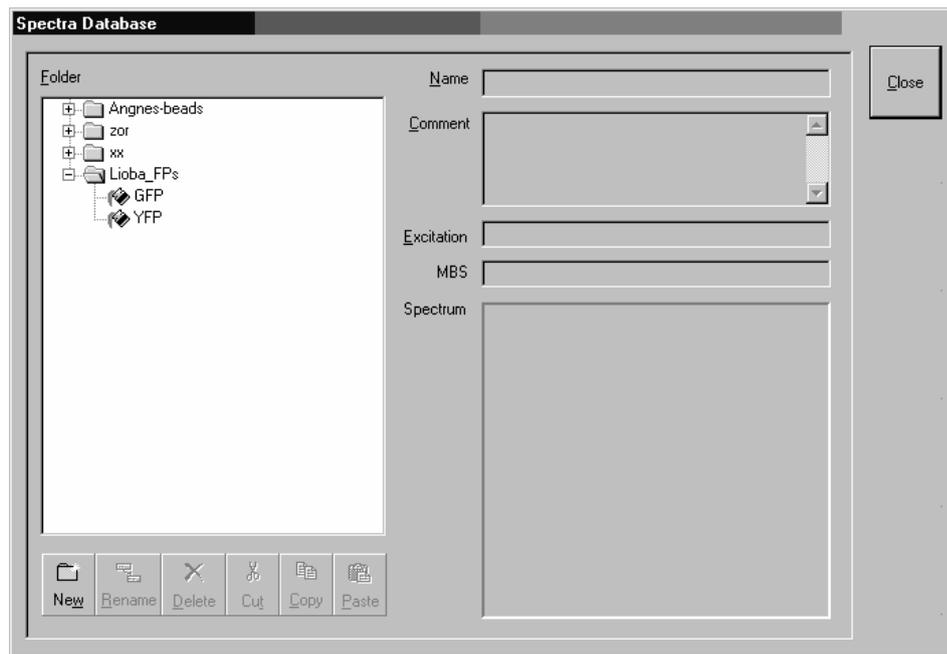 Spectra Database
Folder
Angnes-beads
zor
xx
Lioba_FPs
GFP
YFP
New
Rename
Delete
Cut
Copy
Paste
Name
Comment
Excitation
MBS
Spectrum
Close